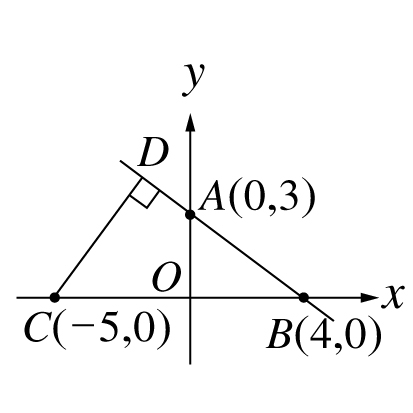 y
D
A(0,3)
O
x
C(−5,0)
B(4,0)